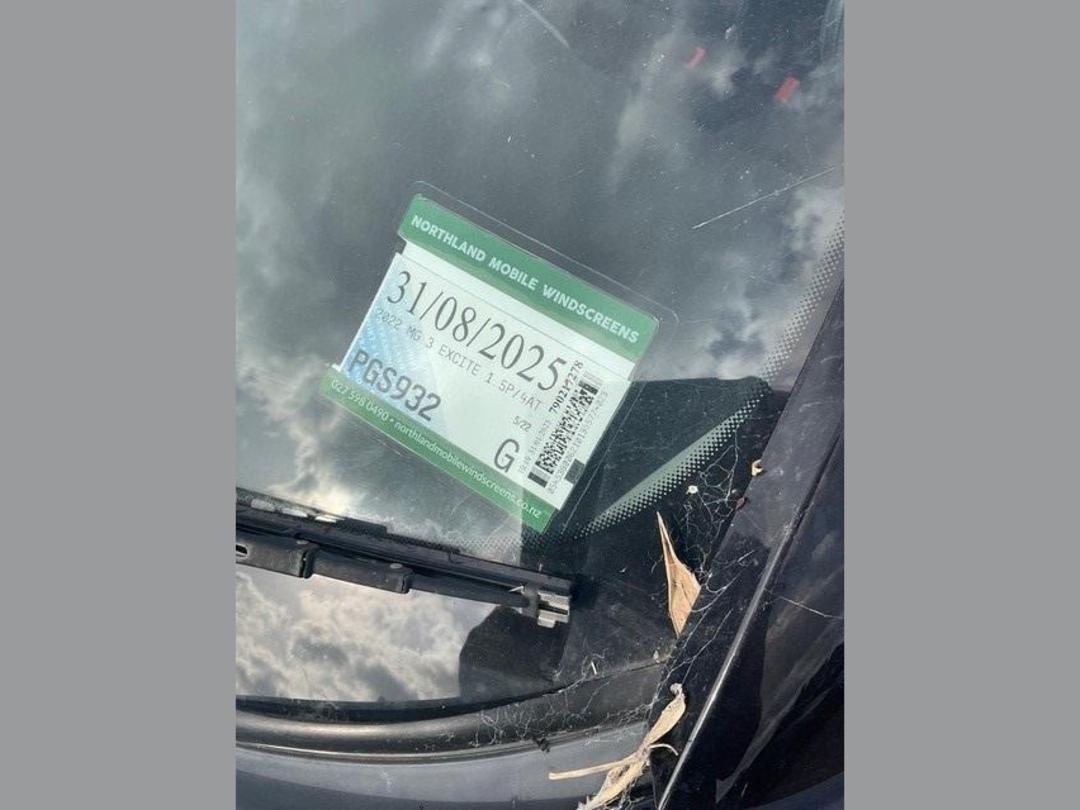 NORTHLAND MOBILE WINDSCREENS
31/08/2025
2022 MG 3 EXCITE 1.5P/4AT
PGS932
5/22
G
027 598 0490 • northlandmobilewindscreens.co.nz